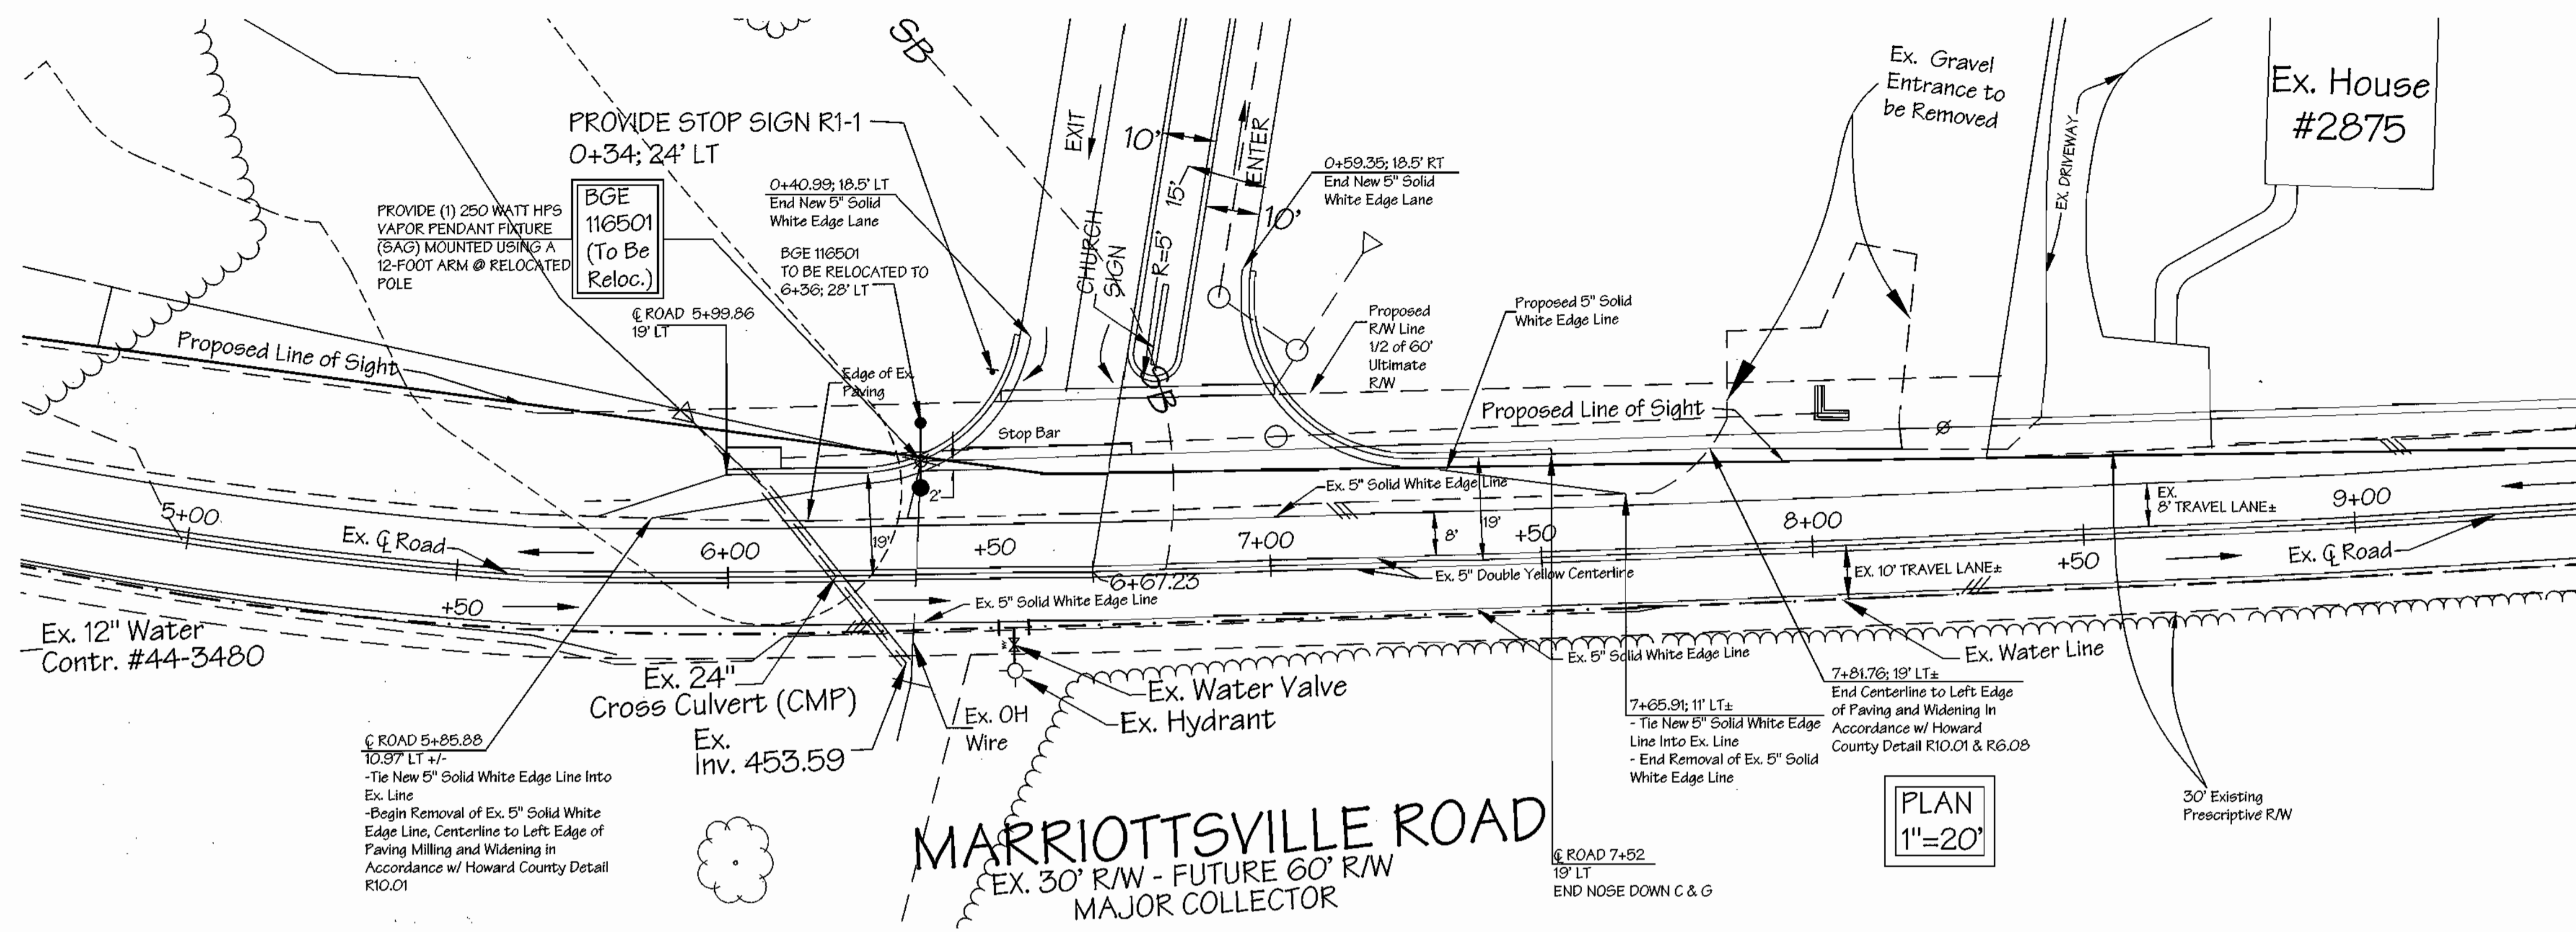 SB
PROVIDE STOP SIGN R1-1
0+34; 24' LT
BGE
116501
(To Be
Reloc.)
PROVIDE (1) 250 WATT HPS
VAPOR PENDANT FIXTURE
(SAG) MOUNTED USING A
12-FOOT ARM @ RELOCATED
POLE
0+40.99; 18.5' LT
End New 5" Solid
White Edge Lane
BGE 116501
TO BE RELOCATED TO
6+36; 28' LT
℄ ROAD 5+99.86
19' LT
EXIT
10'
15'
ENTER
10'
CHURCH
SIGN
R=5'
SB
0+59.35; 18.5' RT
End New 5" Solid
White Edge Lane
Proposed
R/W Line
1/2 of 60'
Ultimate
R/W
Proposed 5" Solid
White Edge Line
Ex. Gravel
Entrance to
be Removed
EX. DRIVEWAY
Ex. House
#2875
Proposed Line of Sight
Edge of Ex.
Paving
Stop Bar
Proposed Line of Sight
2'
Ex. 5" Solid White Edge Line
5+00
Ex. ℄ Road
6+00
19'
+50
7+00
8'
19'
+50
8+00
EX.
8' TRAVEL LANE±
9+00
+50
6+67.23
Ex. 5" Double Yellow Centerline
EX. 10' TRAVEL LANE±
+50
Ex. ℄ Road
Ex. 5" Solid White Edge Line
Ex. 12" Water
Contr. #44-3480
Ex. 24"
Cross Culvert (CMP)
Ex.
Inv. 453.59
Ex. OH
Wire
Ex. Water Valve
Ex. Hydrant
Ex. 5" Solid White Edge Line
Ex. Water Line
℄ ROAD 5+85.88
10.97' LT +/-
-Tie New 5" Solid White Edge Line Into
Ex. Line
-Begin Removal of Ex. 5" Solid White
Edge Line, Centerline to Left Edge of
Paving Milling and Widening in
Accordance w/ Howard County Detail
R10.01
7+65.91; 11' LT±
- Tie New 5" Solid White Edge
Line Into Ex. Line
- End Removal of Ex. 5" Solid
White Edge Line
7+81.76; 19' LT±
End Centerline to Left Edge
of Paving and Widening In
Accordance w/ Howard
County Detail R10.01 & R6.08
MARRIOTTSVILLE ROAD
EX. 30' R/W - FUTURE 60' R/W
MAJOR COLLECTOR
℄ ROAD 7+52
19' LT
END NOSE DOWN C & G
PLAN
1"=20'
30' Existing
Prescriptive R/W